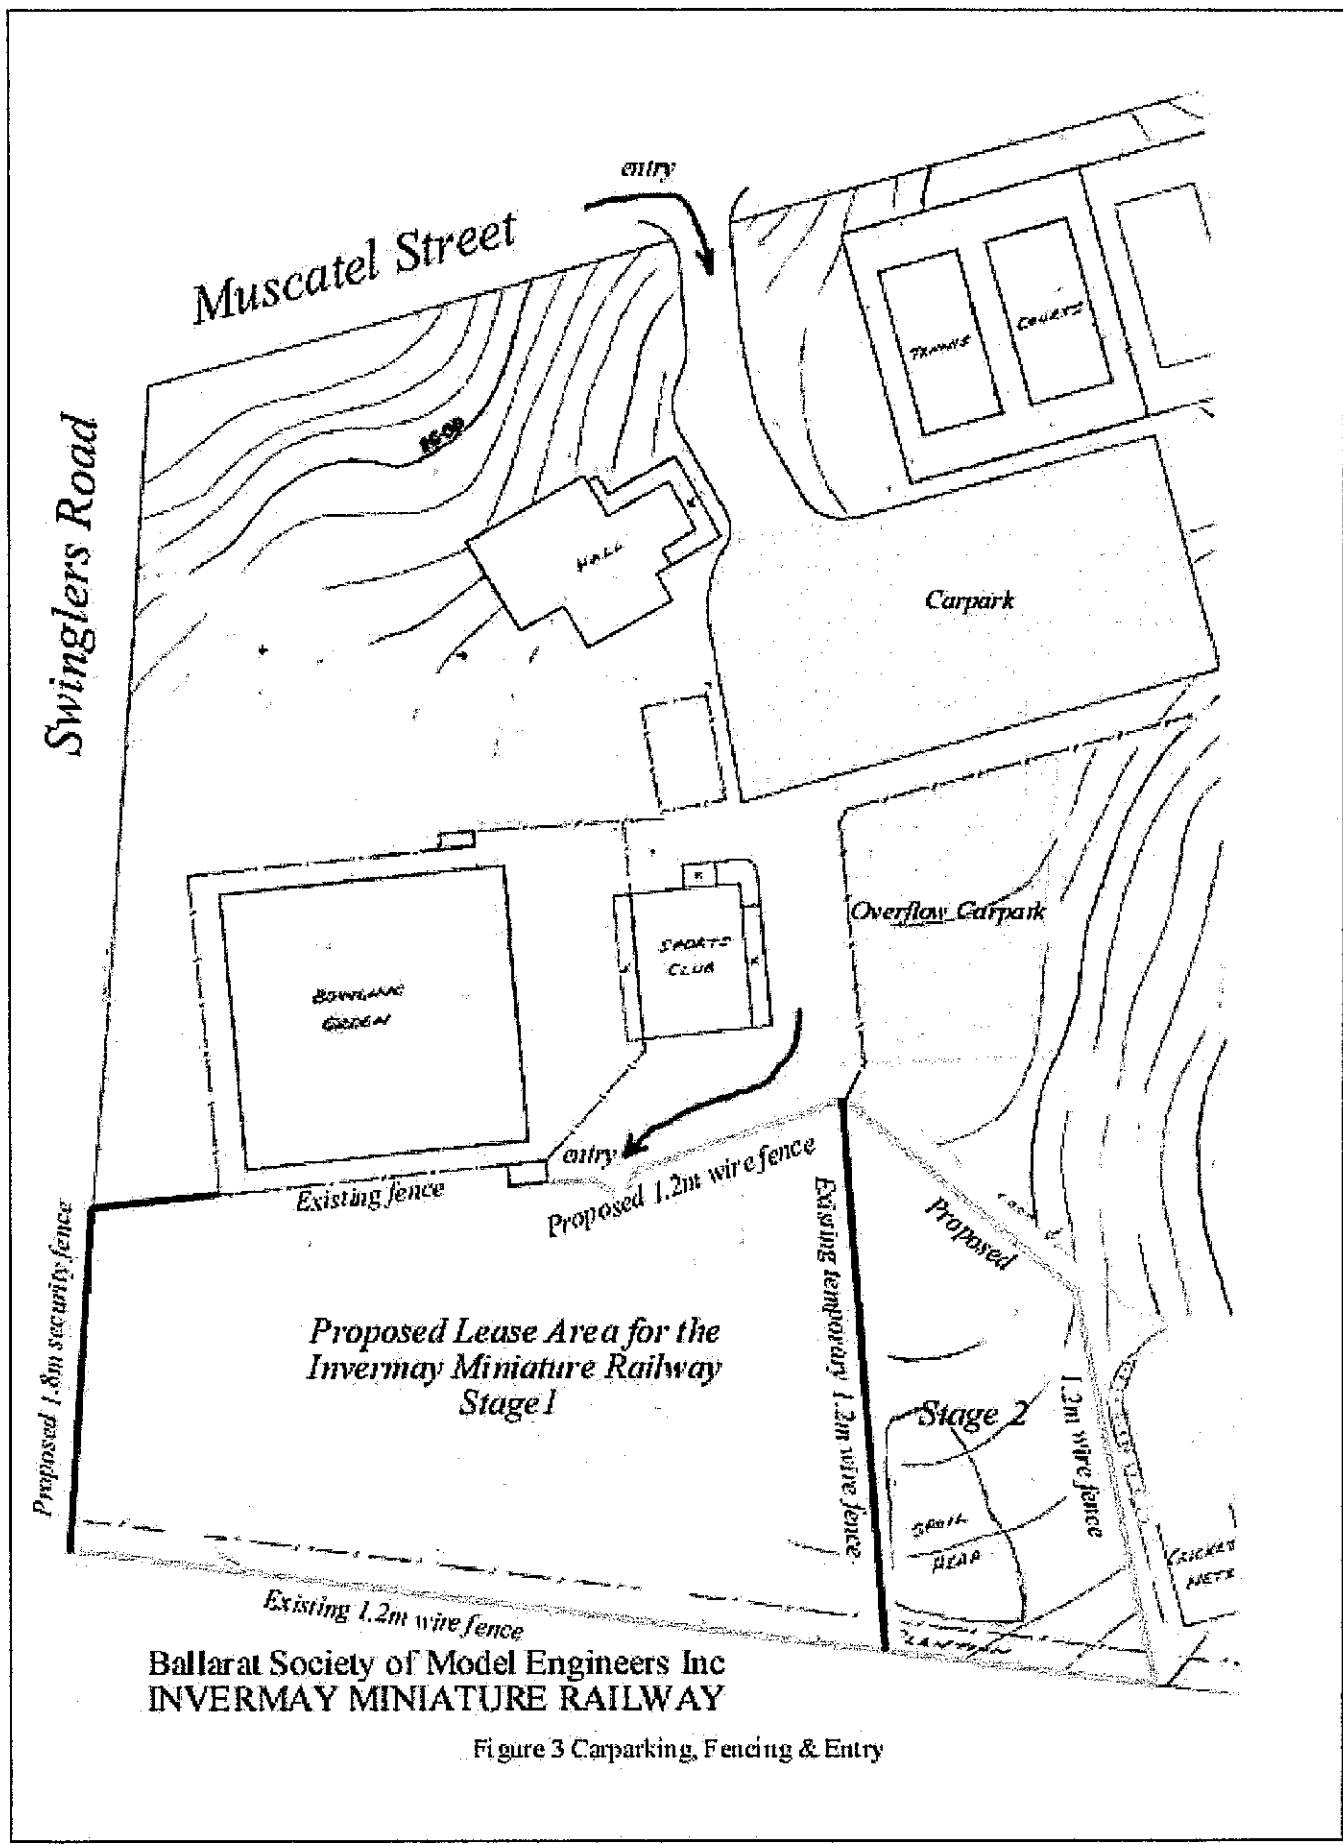 entry
Muscatel Street
Swinglers Road
TENNIS
COURTS
HALL
Carpark
Overflow Carpark
SPORTS
CLUB
BOWLING
GREEN
entry
Existing fence
Proposed 1.2m wire fence
Proposed
1.2m wire fence
Proposed 1.8m security fence
Existing temporary 1.2m wire fence
Proposed Lease Area for the
Invermay Miniature Railway
Stage 1
Stage 2
SPOIL
HEAP
CRICKET
NETS
Existing 1.2m wire fence
Ballarat Society of Model Engineers Inc
INVERMAY MINIATURE RAILWAY
Figure 3 Carparking, Fencing & Entry